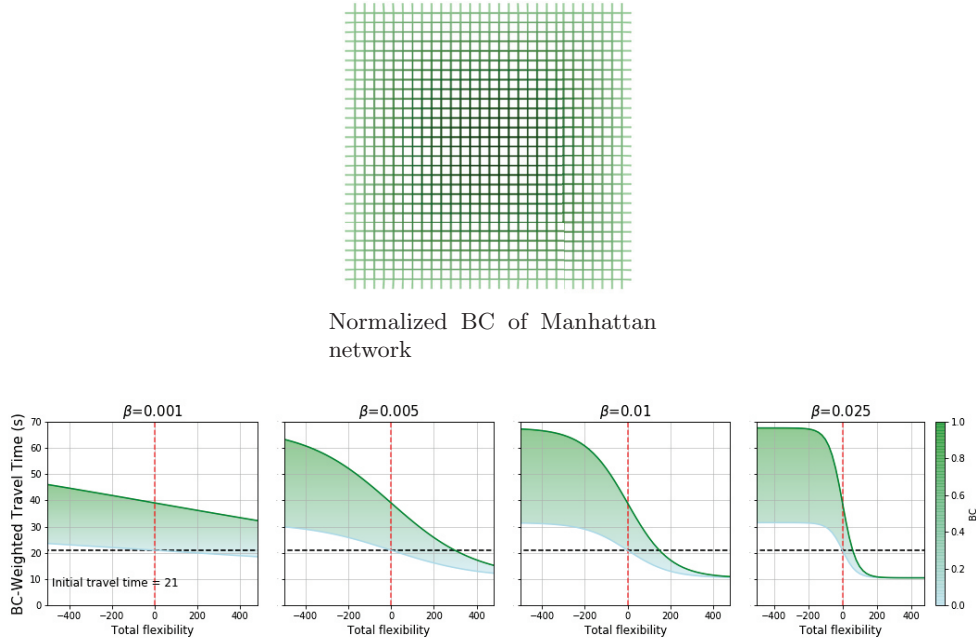 Normalized BC of Manhattan
network
β=0.001
β=0.005
β=0.01
β=0.025
BC-Weighted Travel Time (s)
70
60
50
40
30
20
10
0
Initial travel time = 21
−400 −200 0 200 400
−400 −200 0 200 400
−400 −200 0 200 400
−400 −200 0 200 400
Total flexibility
Total flexibility
Total flexibility
Total flexibility
1.0
0.8
0.6
0.4
0.2
0.0
BC